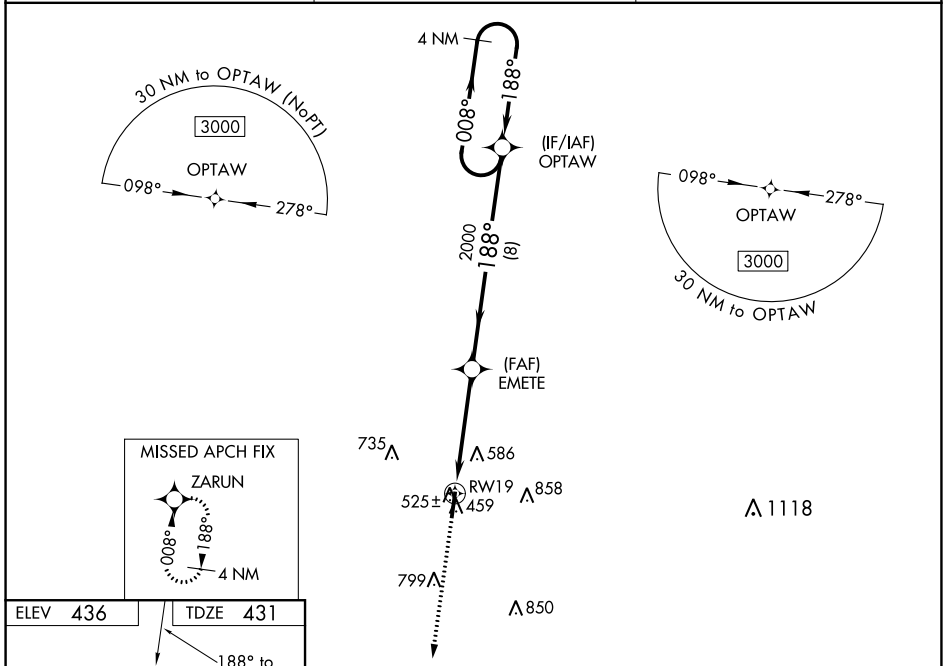 4 NM
008°
188°
(IF/IAF)
OPTAW
30 NM to OPTAW (NoPT)
3000
OPTAW
098°
278°
098°
278°
OPTAW
3000
30 NM to OPTAW
2000
188°
(8)
(FAF)
EMETE
735
586
RW19
525±
459
858
1118
799
850
MISSED APCH FIX
ZARUN
008°
188°
4 NM
ELEV 436
TDZE 431
188° to